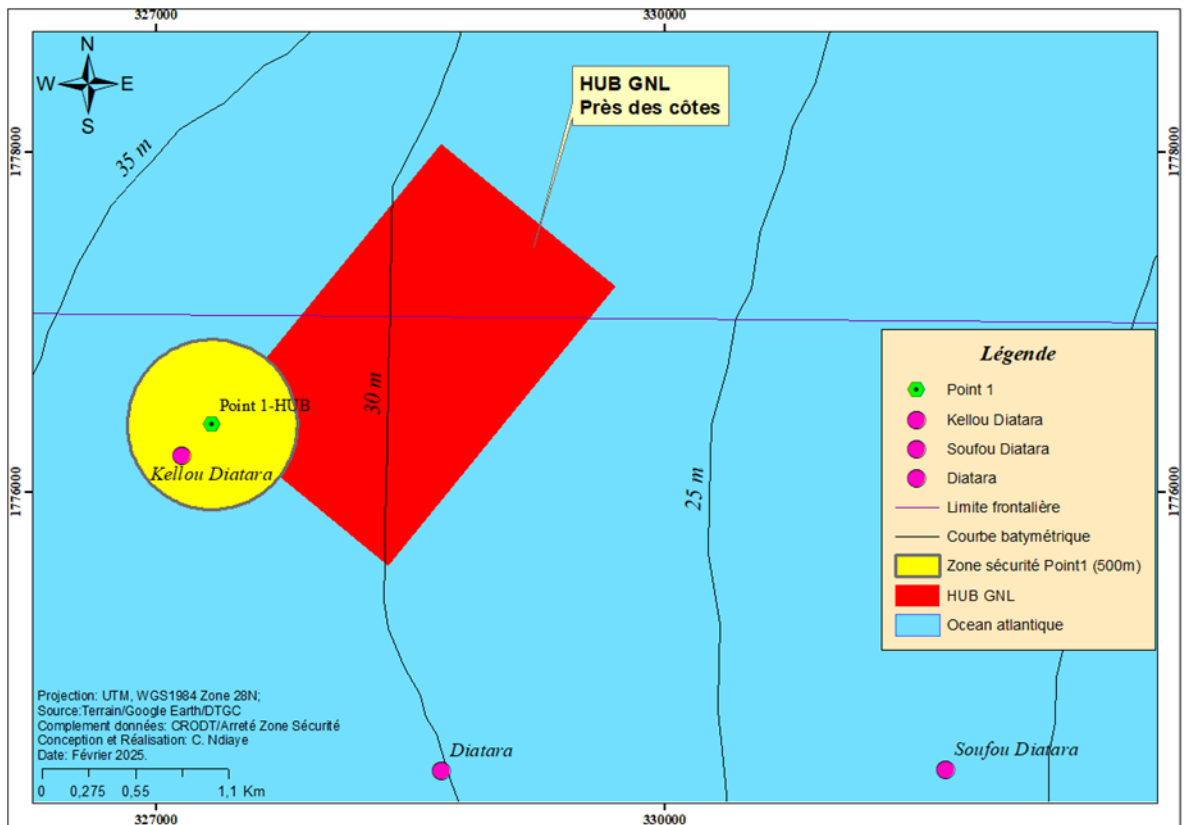 327000
330000
N
W
E
S
HUB GNL
Près des côtes
35 m
1778000
1778000
Légende
Point 1
Kellou Diatara
Soufou Diatara
Diatara
Limite frontalière
Courbe batymétrique
Zone sécurité Point1 (500m)
HUB GNL
Ocean atlantique
30 m
Point 1-HUB
Kellou Diatara
25 m
1776000
1776000
Projection: UTM, WGS1984 Zone 28N;
Source:Terrain/Google Earth/DTGC
Complement données: CRODT/Arreté Zone Sécurité
Conception et Réalisation: C. Ndiaye
Date: Février 2025.
0 0,275 0,55 1,1 Km
Diatara
Soufou Diatara
327000
330000